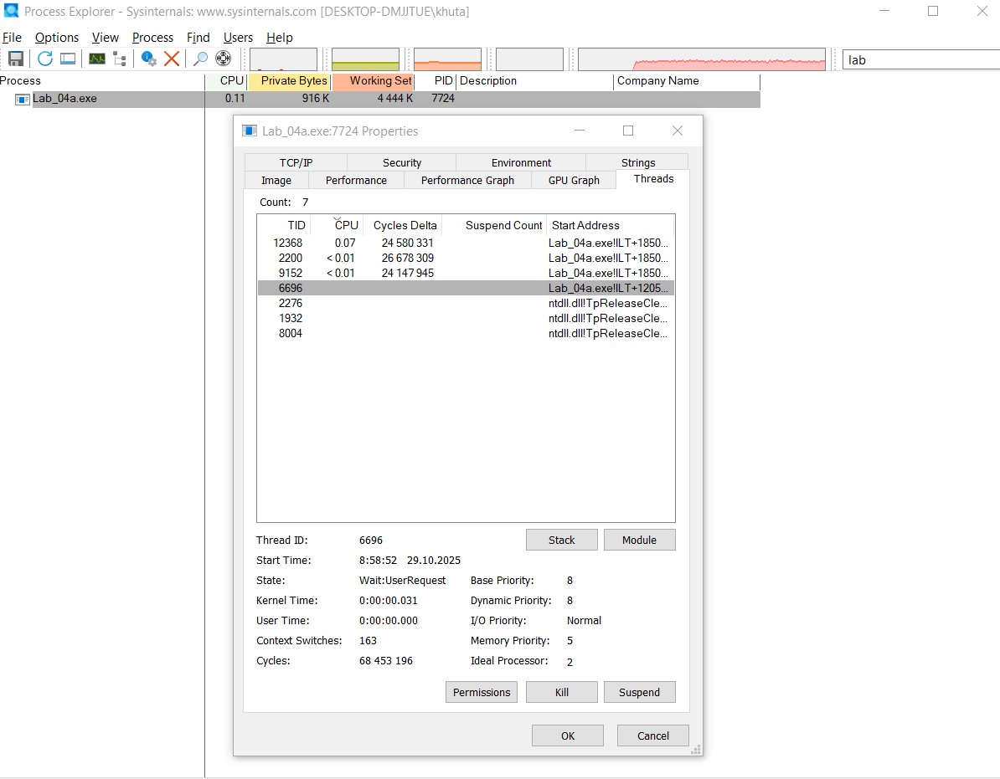 Process Explorer - Sysinternals: www.sysinternals.com [DESKTOP-DMJJTUE\khuta]
File Options View Process Find Users Help
lab
Process CPU Private Bytes Working Set PID Description Company Name
Lab_04a.exe 0.11 916 K 4 444 K 7724
Lab_04a.exe:7724 Properties
TCP/IP Security Environment Strings
Image Performance Performance Graph GPU Graph Threads
Count: 7
TID CPU Cycles Delta Suspend Count Start Address
12368 0.07 24 580 331 Lab_04a.exe!ILT+1850...
2200 < 0.01 26 678 309 Lab_04a.exe!ILT+1850...
9152 < 0.01 24 147 945 Lab_04a.exe!ILT+1850...
6696 Lab_04a.exe!ILT+1205...
2276 ntdll.dll!TpReleaseCle...
1932 ntdll.dll!TpReleaseCle...
8004 ntdll.dll!TpReleaseCle...
Thread ID: 6696 Stack Module
Start Time: 8:58:52 29.10.2025
State: Wait:UserRequest Base Priority: 8
Kernel Time: 0:00:00.031 Dynamic Priority: 8
User Time: 0:00:00.000 I/O Priority: Normal
Context Switches: 163 Memory Priority: 5
Cycles: 68 453 196 Ideal Processor: 2
Permissions Kill Suspend
OK Cancel